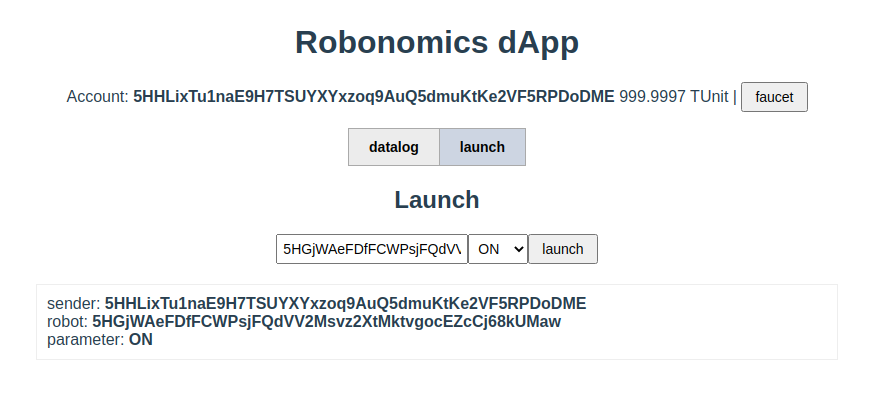 Robonomics dApp
Account: 5HHLixTu1naE9H7TSUYXYxzoq9AuQ5dmuKtKe2VF5RPDoDME 999.9997 TUnit | faucet
datalog launch
Launch
5HGjWAeFDfFCWPsjFQdVV ON launch
sender: 5HHLixTu1naE9H7TSUYXYxzoq9AuQ5dmuKtKe2VF5RPDoDME
robot: 5HGjWAeFDfFCWPsjFQdVV2Msvz2XtMktvgocEZcCj68kUMaw
parameter: ON